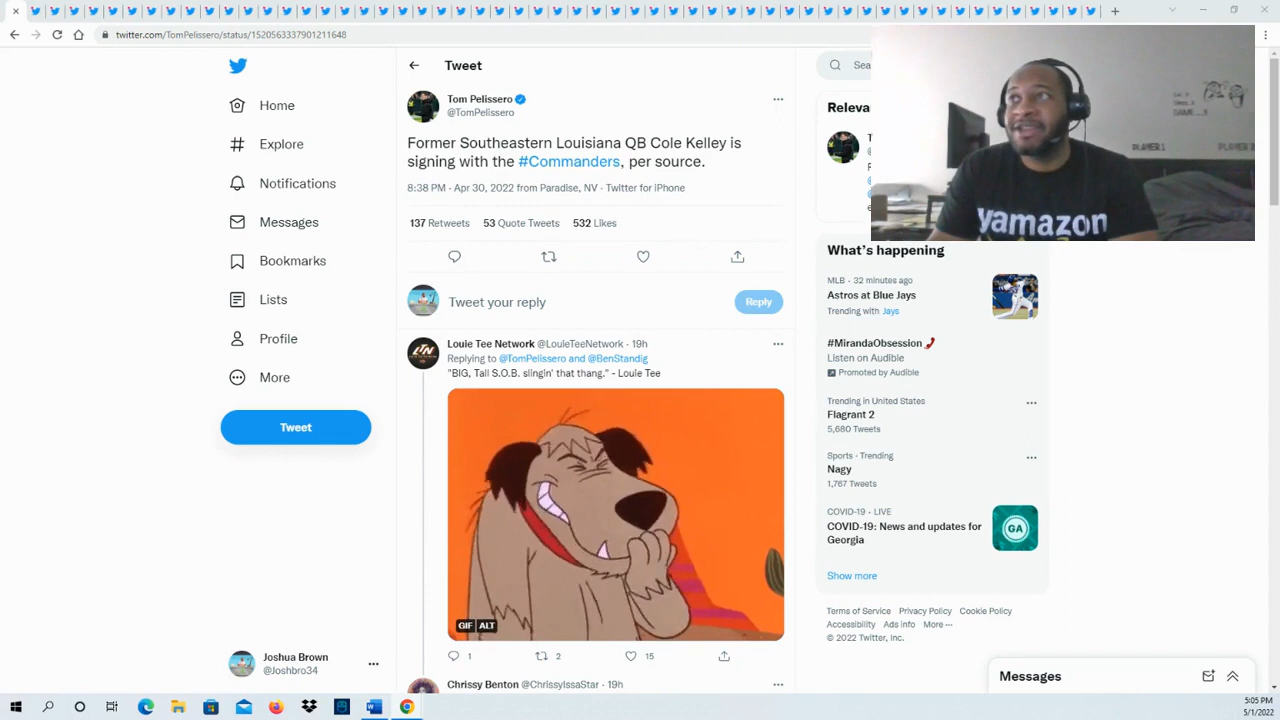 twitter.com/TomPelissero/status/1520563337901211648
Home
Explore
Notifications
Messages
Bookmarks
Lists
Profile
More
Tweet
Joshua Brown
@Joshbro34
Tweet
Tom Pelissero
@TomPelissero
Former Southeastern Louisiana QB Cole Kelley is
signing with the #Commanders, per source.
8:38 PM · Apr 30, 2022 from Paradise, NV · Twitter for iPhone
137 Retweets 53 Quote Tweets 532 Likes
Tweet your reply
Reply
LTN
Louie Tee Network @LouieTeeNetwork · 19h
Replying to @TomPelissero and @BenStandig
"BIG, Tall S.O.B. slingin' that thang." - Louie Tee
GIF ALT
1 2 15
Chrissy Benton @ChrissyIssaStar · 19h
Sea
Releva
T
@
PLAYER 1
GAME
yamazon
What's happening
MLB · 32 minutes ago
Astros at Blue Jays
Trending with Jays
#MirandaObsession
Listen on Audible
Promoted by Audible
Trending in United States
Flagrant 2
5,680 Tweets
Sports · Trending
Nagy
1,767 Tweets
COVID-19 · LIVE
COVID-19: News and updates for
Georgia
GA
Show more
Terms of Service Privacy Policy Cookie Policy
Accessibility Ads info More ···
© 2022 Twitter, Inc.
Messages
5:05 PM
5/1/2022